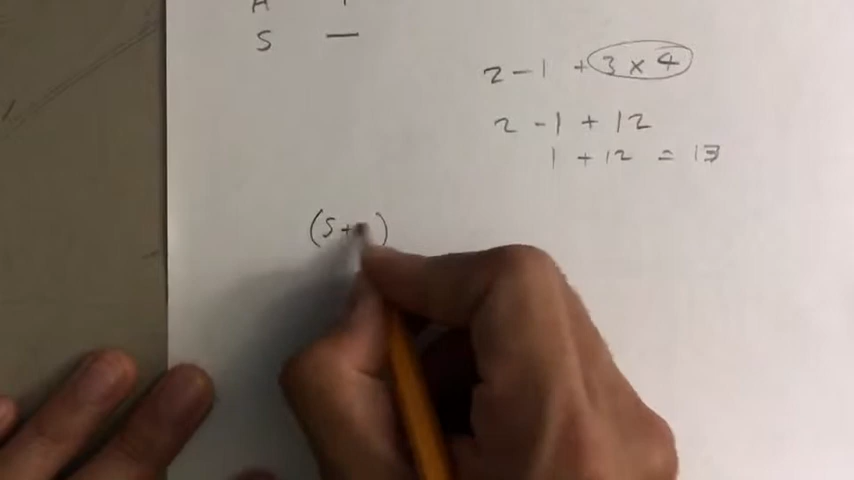 A +
S —
2 - 1 + 3 x 4
2 - 1 + 12
1 + 12 = 13
(5+ )